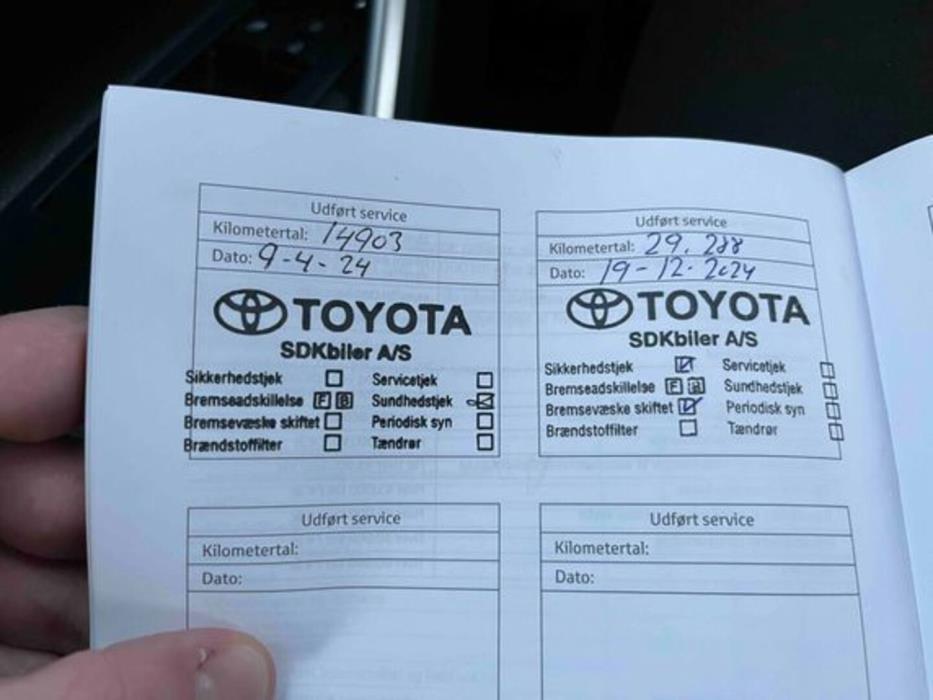 Udført service
Kilometertal: 14903
Dato: 9-4-24
TOYOTA
SDKbiler A/S
Sikkerhedstjek Servicetjek
Bremseadskillelse F B Sundhedstjek
Bremsevæske skiftet Periodisk syn
Brændstoffilter Tændrør
Udført service
Kilometertal: 29.288
Dato: 19-12-2024
TOYOTA
SDKbiler A/S
Sikkerhedstjek Servicetjek
Bremseadskillelse F B Sundhedstjek
Bremsevæske skiftet Periodisk syn
Brændstoffilter Tændrør
Udført service
Kilometertal:
Dato:
Udført service
Kilometertal:
Dato: